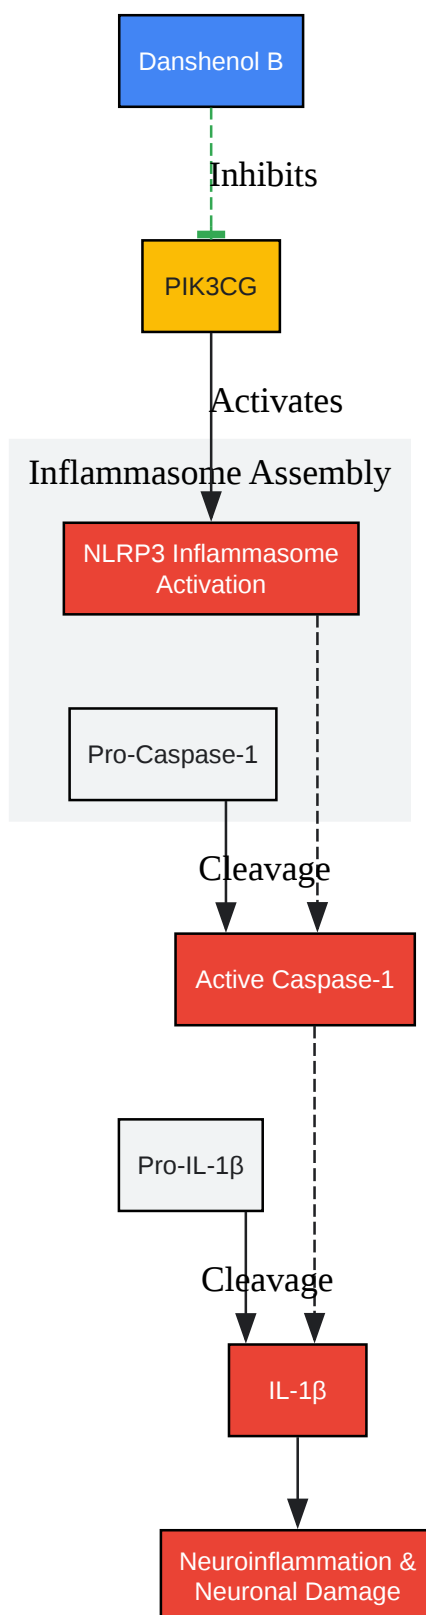 Danshenol B
Inhibits
PIK3CG
Activates
Inflammasome Assembly
NLRP3 Inflammasome
Activation
Pro-Caspase-1
Cleavage
Active Caspase-1
Pro-IL-1β
Cleavage
IL-1β
Neuroinflammation &
Neuronal Damage